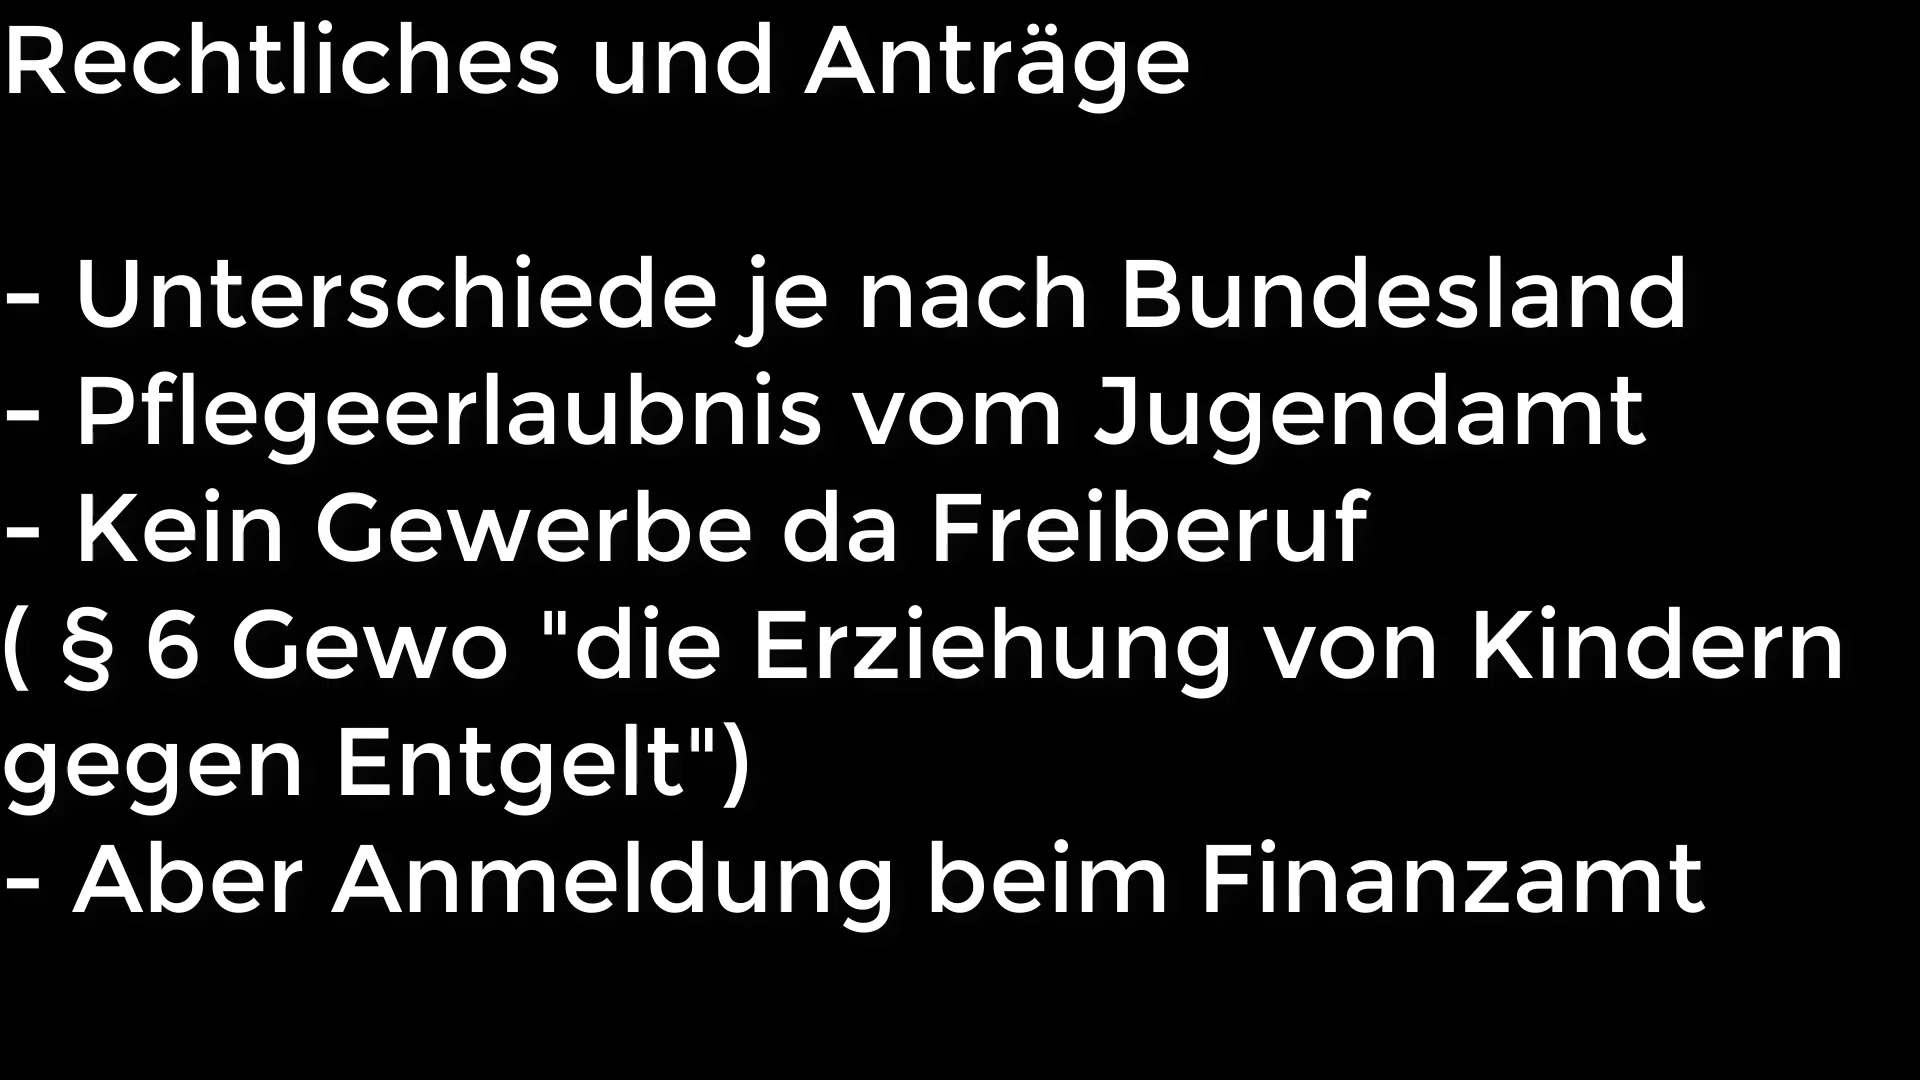 Rechtliches und Anträge
- Unterschiede je nach Bundesland
- Pflegeerlaubnis vom Jugendamt
- Kein Gewerbe da Freiberuf
( § 6 Gewo "die Erziehung von Kindern
gegen Entgelt")
- Aber Anmeldung beim Finanzamt